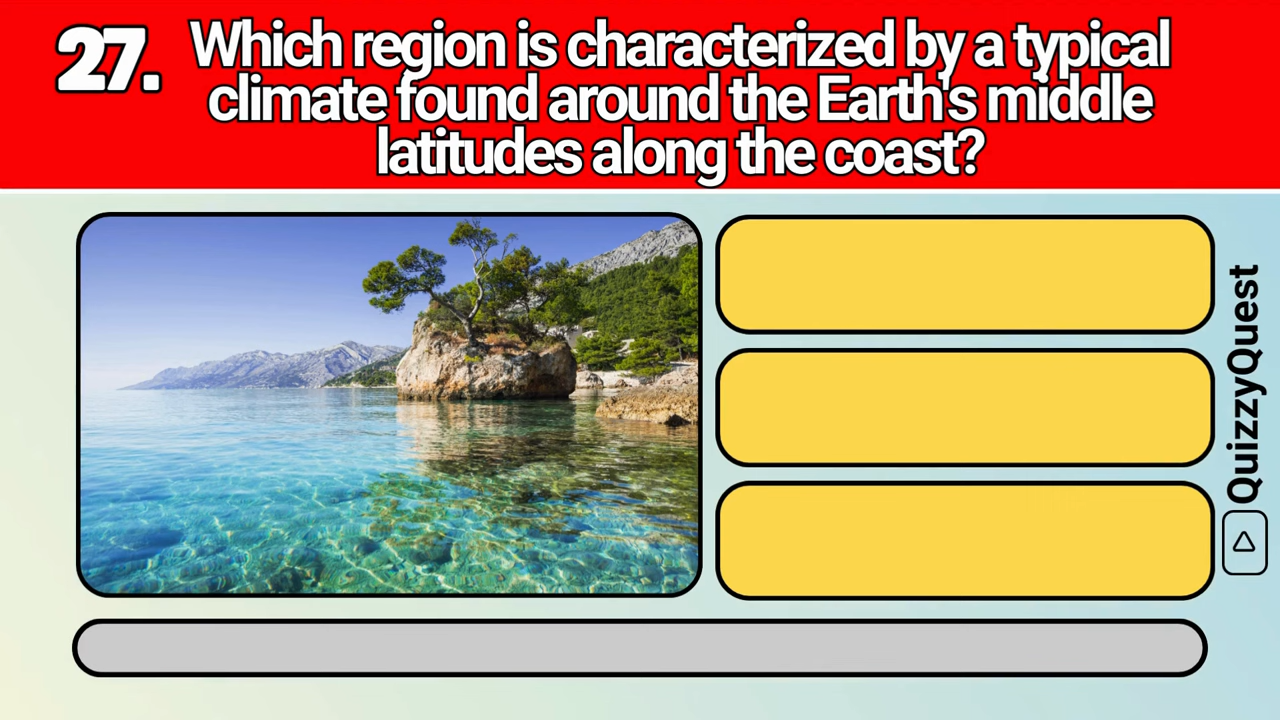 27.
Which region is characterized by a typical
climate found around the Earth's middle
latitudes along the coast?
QuizzyQuest